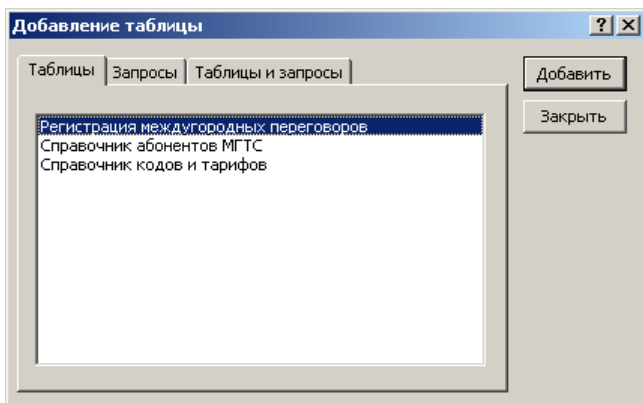 Добавление таблицы
Таблицы Запросы Таблицы и запросы
Добавить
Закрыть
Регистрация междугородных переговоров
Справочник абонентов МГТС
Справочник кодов и тарифов